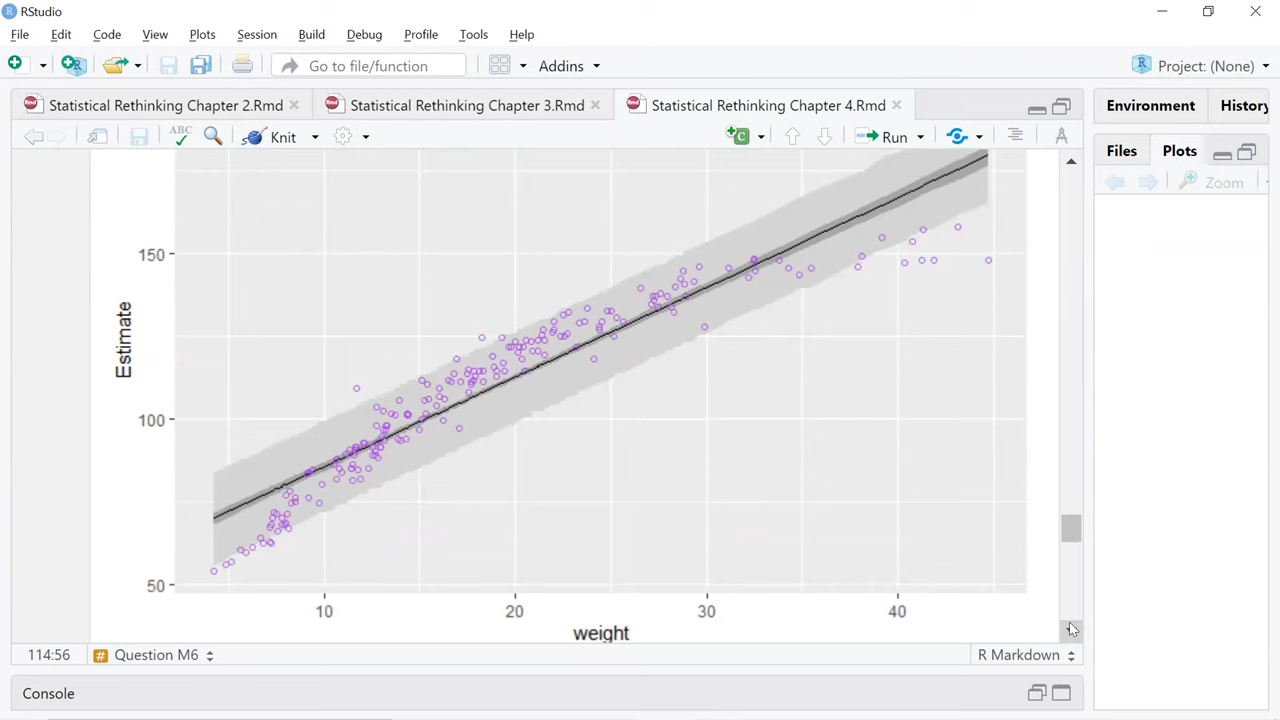 RStudio
File Edit Code View Plots Session Build Debug Profile Tools Help
Go to file/function Addins Project: (None)
Statistical Rethinking Chapter 2.Rmd Statistical Rethinking Chapter 3.Rmd Statistical Rethinking Chapter 4.Rmd Environment History
ABC Knit Run Files Plots
Zoom
150
100
50
Estimate
10 20 30 40
weight
114:56 # Question M6 R Markdown
Console